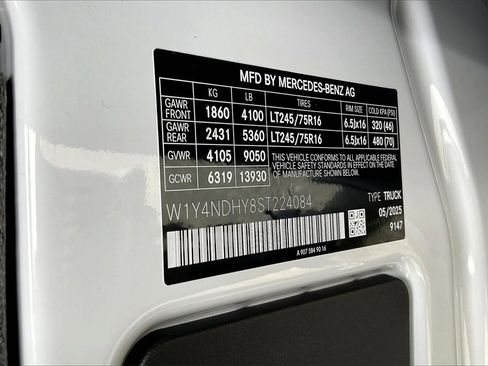 MFD BY MERCEDES-BENZ AG
KG LB TIRES RIM SIZE COLD KPA (PSI)
GAWR FRONT 1860 4100 LT245/75R16 6.5Jx16 320 (46)
GAWR REAR 2431 5360 LT245/75R16 6.5Jx16 480 (70)
GVWR 4105 9050 THIS VEHICLE CONFORMS TO ALL APPLICABLE
GCWR 6319 13930 FEDERAL MOTOR VEHICLE SAFETY STANDARDS IN
EFFECT ON THE DATE OF MANUFACTURE SHOWN.
W1Y4NDHY8ST224084
TYPE TRUCK
05/2025
9147
A 907 584 90 16